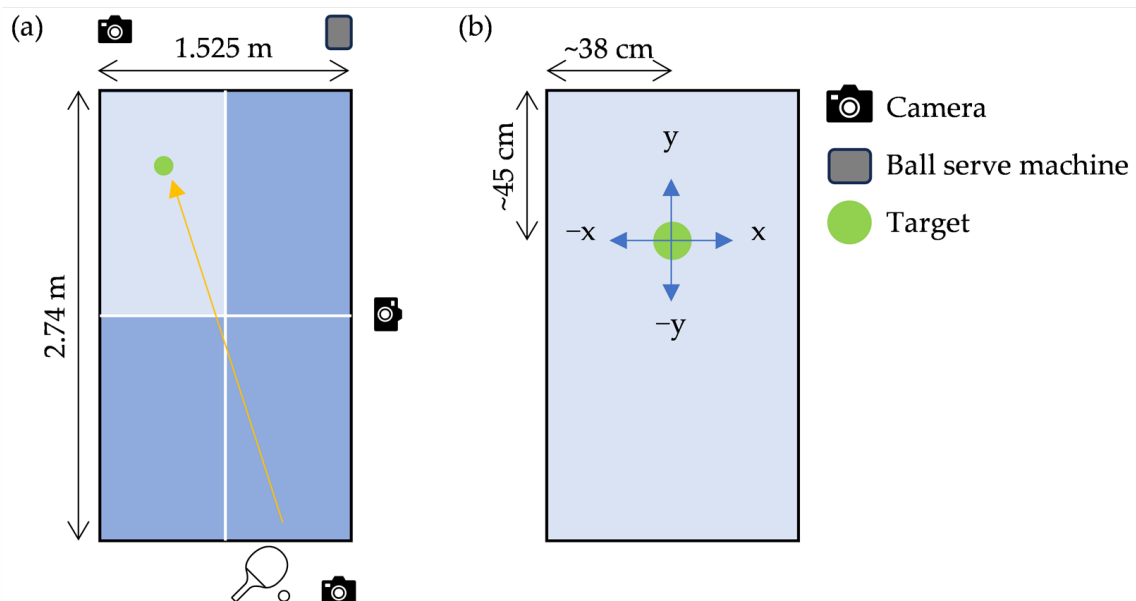 (a)
1.525 m
2.74 m
(b)
~38 cm
~45 cm
y
−x
x
−y
Camera
Ball serve machine
Target